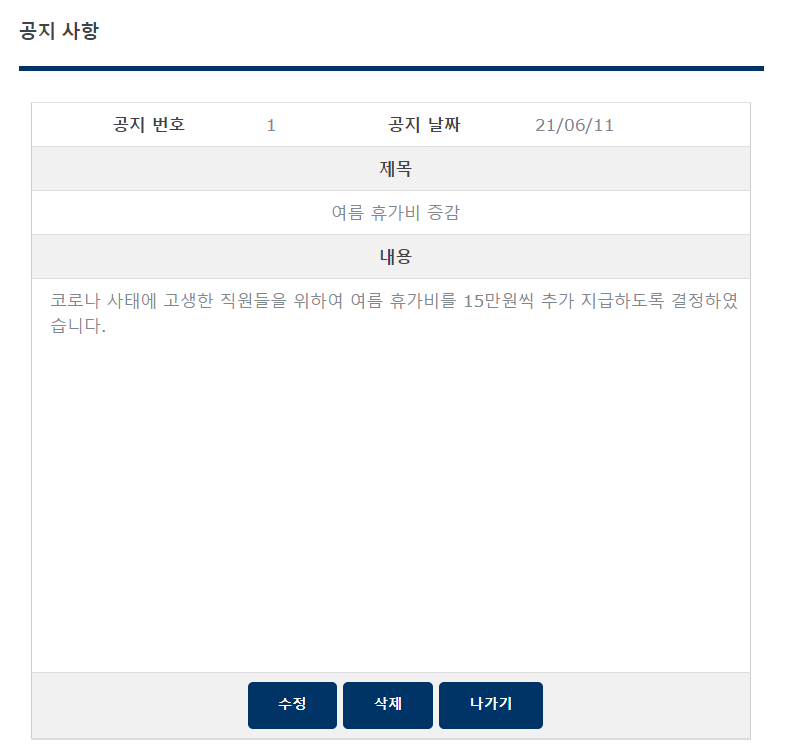 공지 사항
공지 번호 1 공지 날짜 21/06/11
제목
여름 휴가비 증감
내용
코로나 사태에 고생한 직원들을 위하여 여름 휴가비를 15만원씩 추가 지급하도록 결정하였
습니다.
수정 삭제 나가기